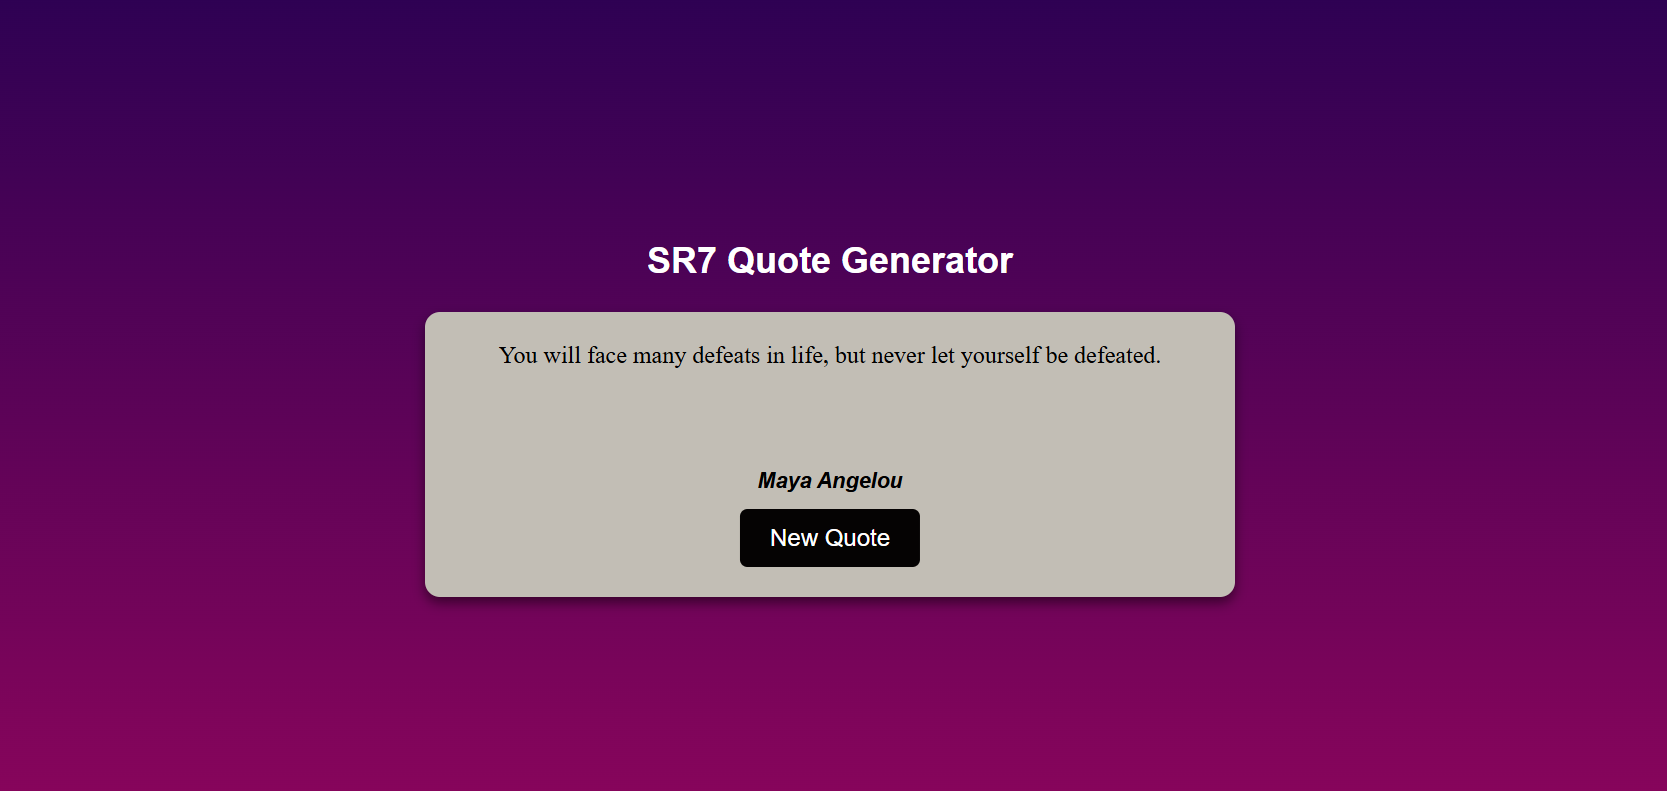 SR7 Quote Generator
You will face many defeats in life, but never let yourself be defeated.
Maya Angelou
New Quote